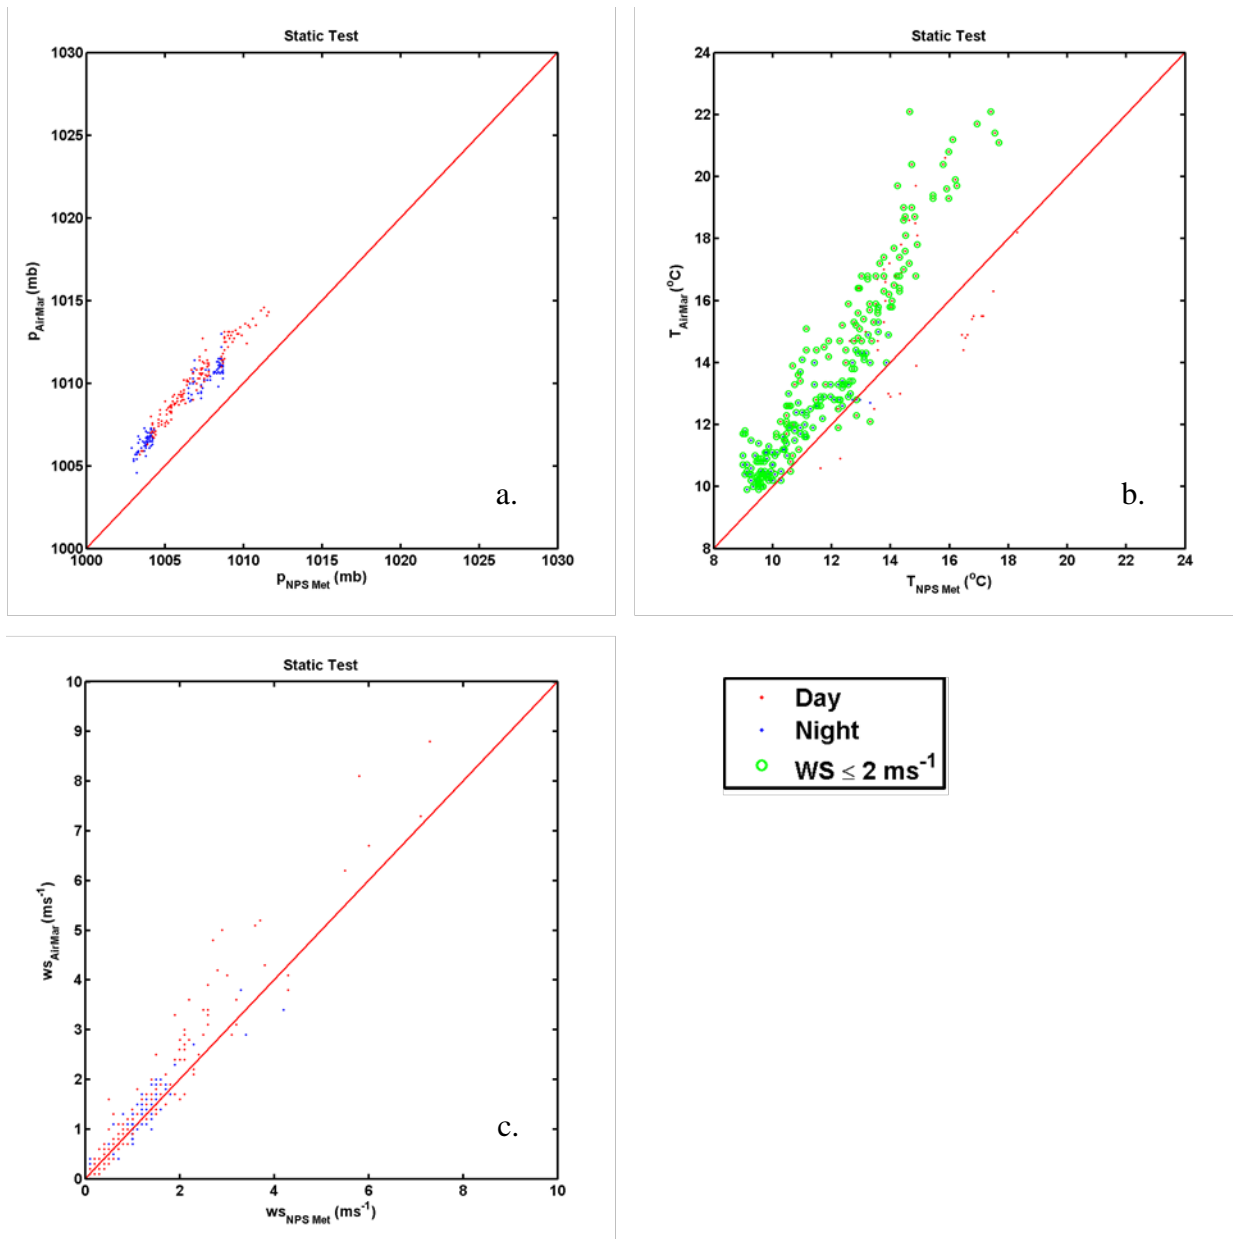 Static Test
1030
1025
1020
1015
1010
1005
1000
p_AirMar (mb)
a.
1000 1005 1010 1015 1020 1025 1030
p_NPS Met (mb)
Static Test
24
22
20
18
16
14
12
10
8
T_AirMar (°C)
b.
8 10 12 14 16 18 20 22 24
T_NPS Met (°C)
Static Test
10
9
8
7
6
5
4
3
2
1
0
ws_AirMar (ms⁻¹)
c.
0 2 4 6 8 10
ws_NPS Met (ms⁻¹)
Day
Night
WS ≤ 2 ms⁻¹